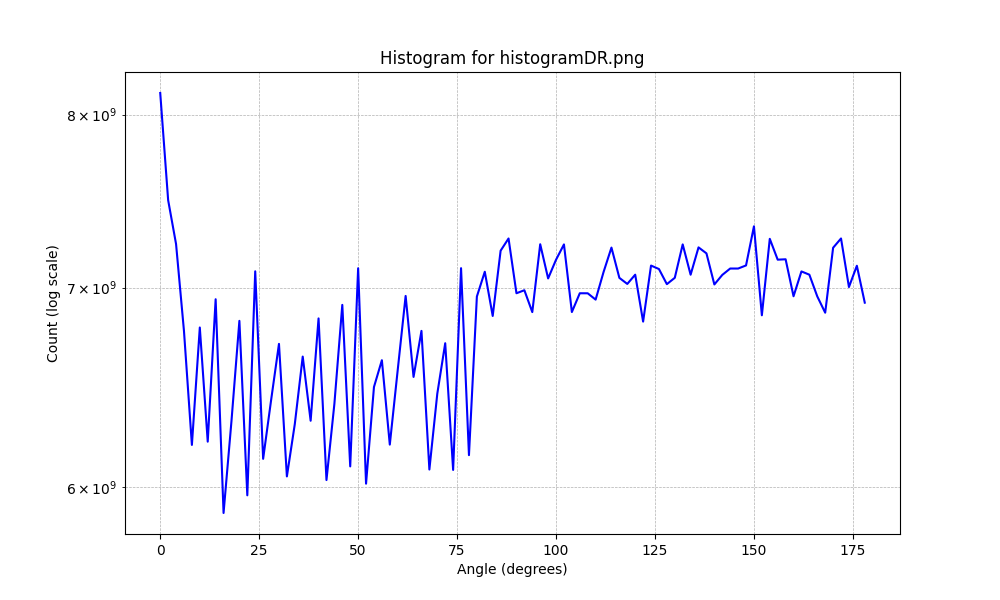 Histogram for histogramDR.png
Count (log scale)
8 × 10⁹
7 × 10⁹
6 × 10⁹
0 25 50 75 100 125 150 175
Angle (degrees)